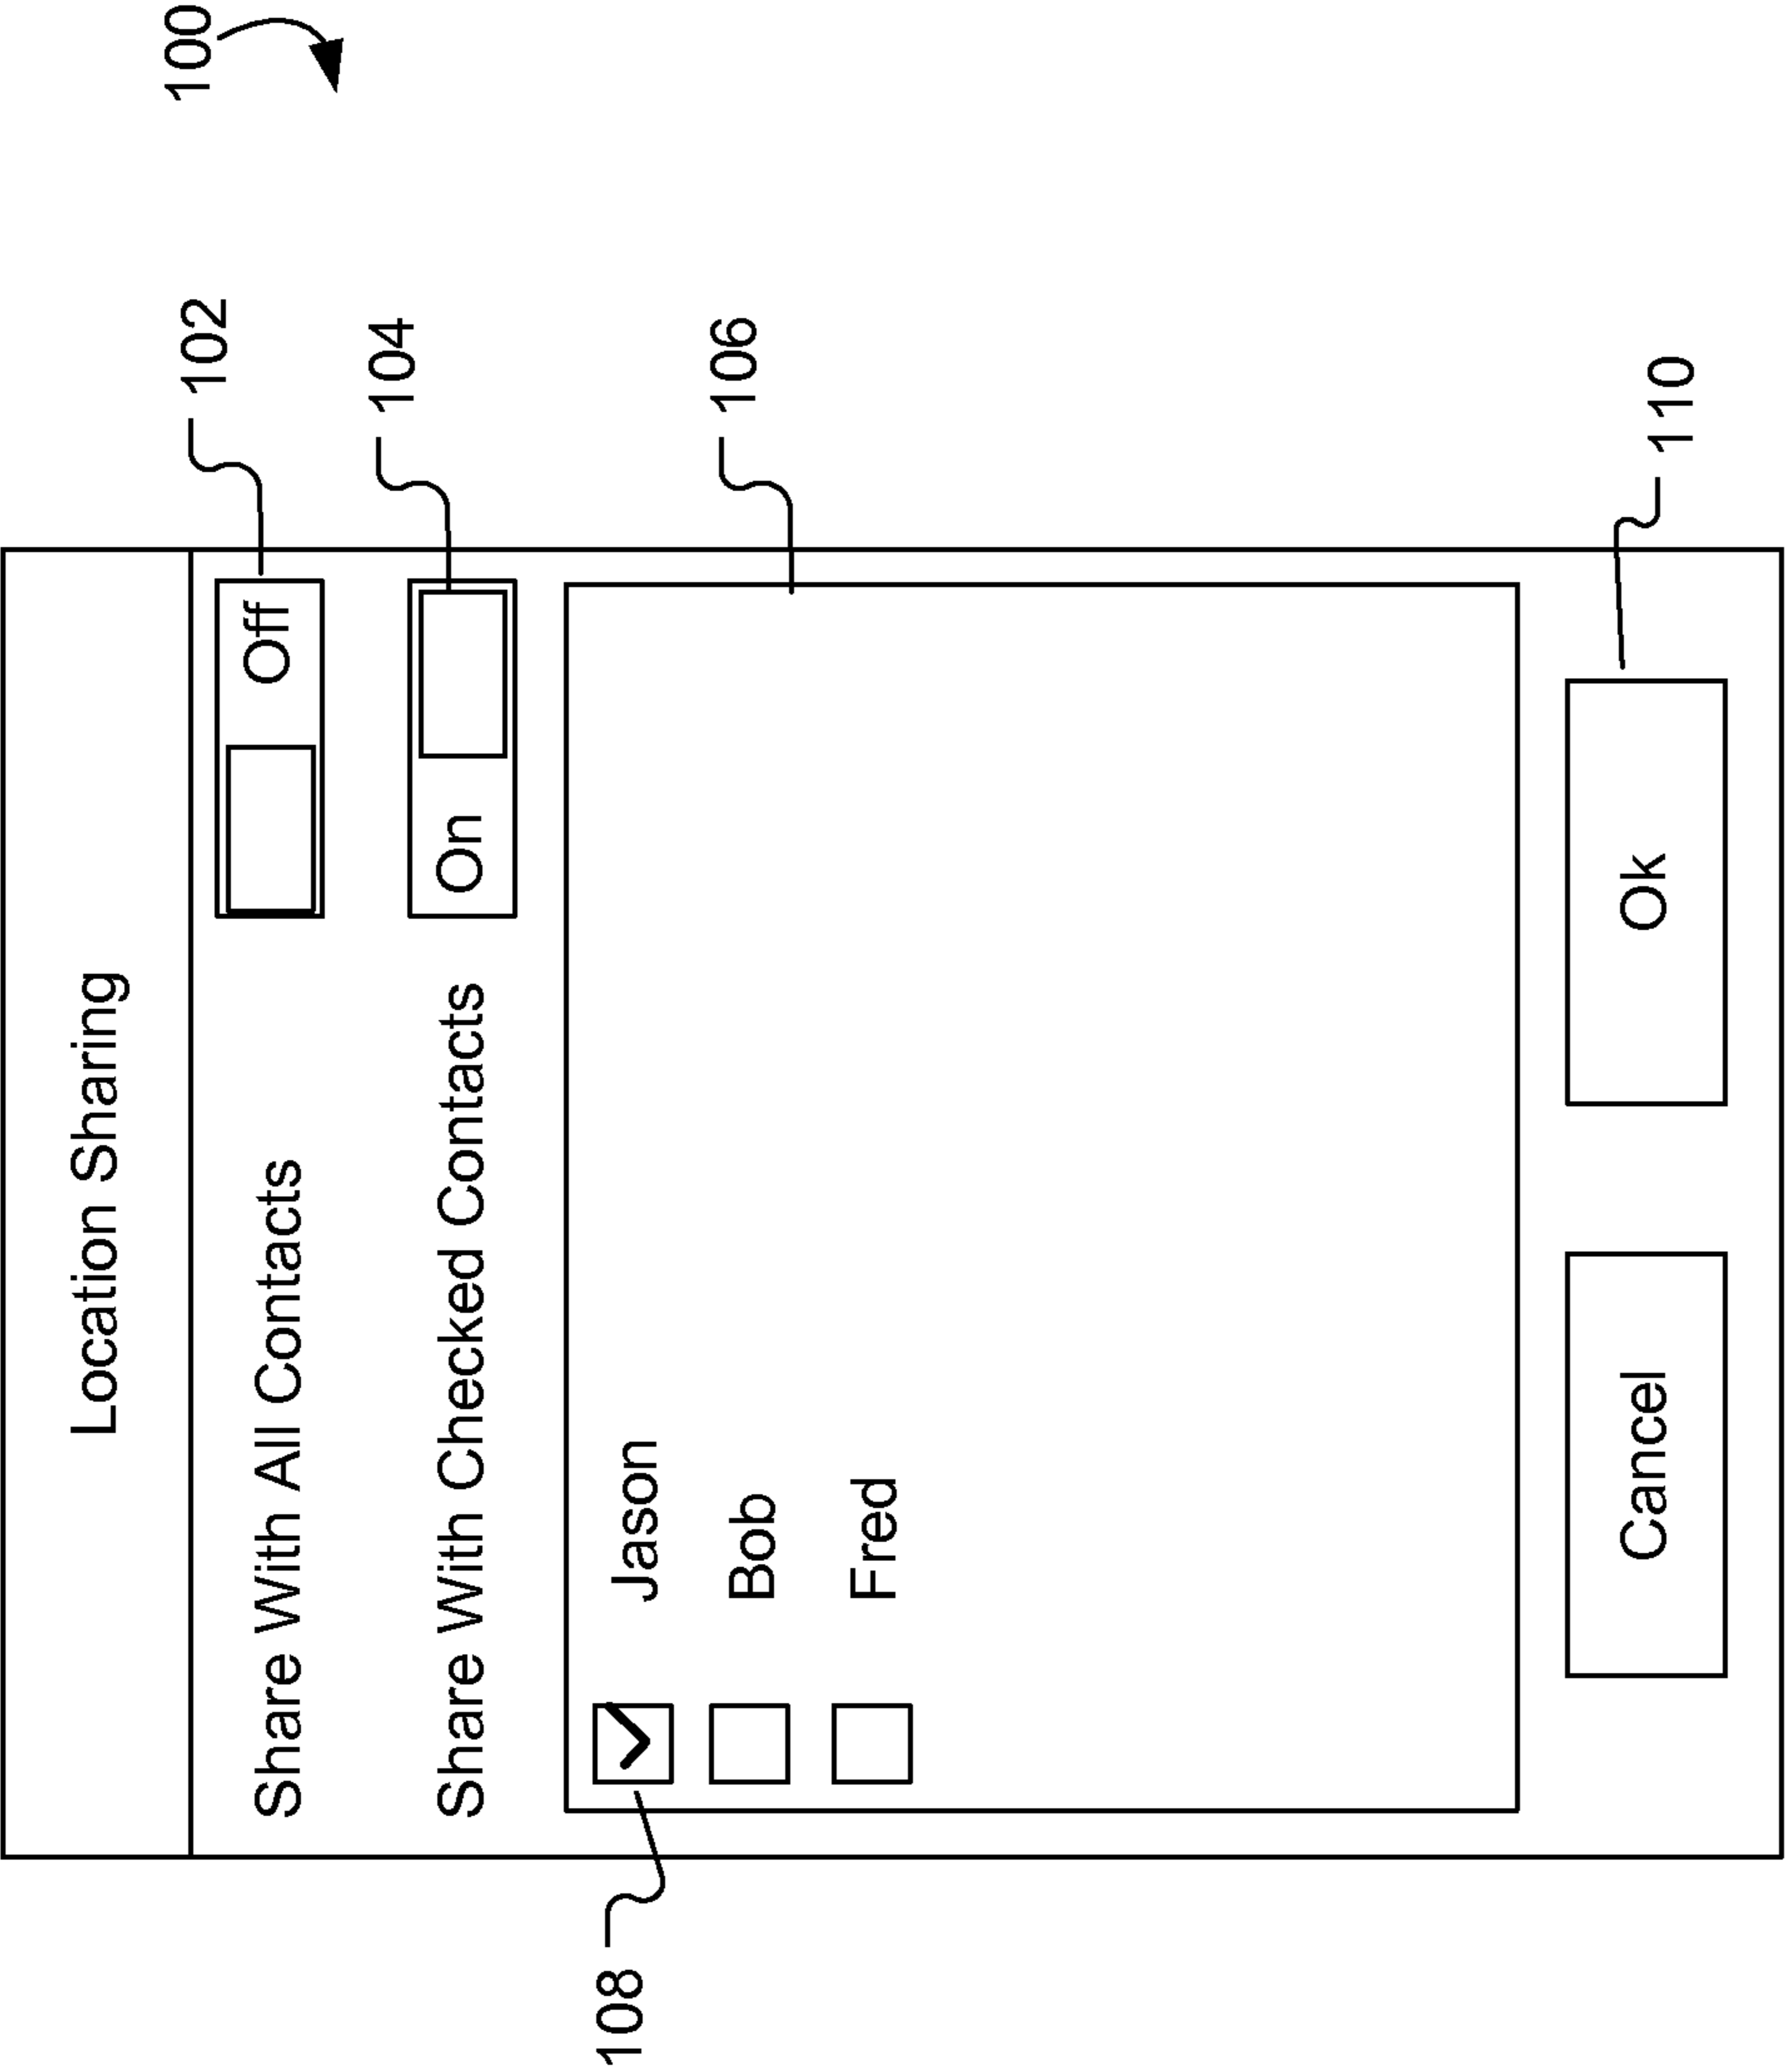 100
Location Sharing
Share With All Contacts Off 102
Share With Checked Contacts On 104
108 Jason
Bob 106
Fred
Cancel Ok 110